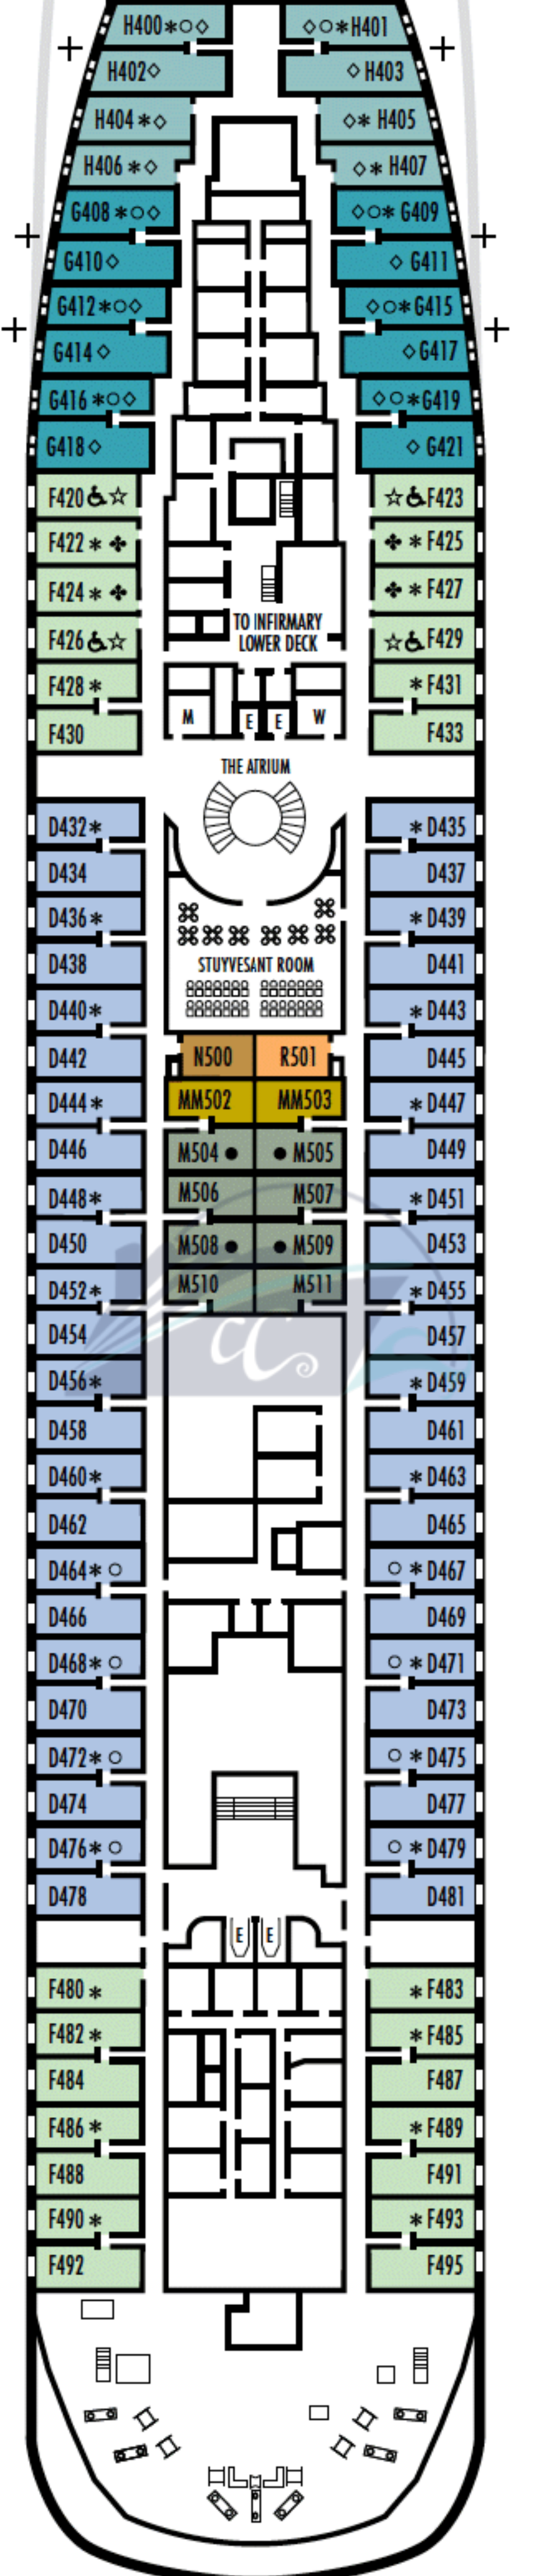 H400*○◇ ◇○*H401
H402◇ ◇H403
H404*◇ ◇*H405
H406*◇ ◇*H407
G408*○◇ ◇○*G409
G410◇ ◇G411
G412*○◇ ◇○*G415
G414◇ ◇G417
G416*○◇ ◇○*G419
G418◇ ◇G421
F420♿☆ ☆♿F423
F422*✤ ✤*F425
F424*✤ ✤*F427
TO INFIRMARY
LOWER DECK
F426♿☆ ☆♿F429
F428* *F431
M E E W
F430 F433
THE ATRIUM
D432* *D435
D434 D437
D436* *D439
D438 STUYVESANT ROOM D441
D440* *D443
D442 N500 R501 D445
D444* MM502 MM503 *D447
D446 M504● ●M505 D449
D448* M506 M507 *D451
D450 M508● ●M509 D453
D452* M510 M511 *D455
D454 D457
D456* *D459
D458 D461
D460* *D463
D462 D465
D464*○ ○*D467
D466 D469
D468*○ ○*D471
D470 D473
D472*○ ○*D475
D474 D477
D476*○ ○*D479
D478 D481
E E
F480* *F483
F482* *F485
F484 F487
F486* *F489
F488 F491
F490* *F493
F492 F495